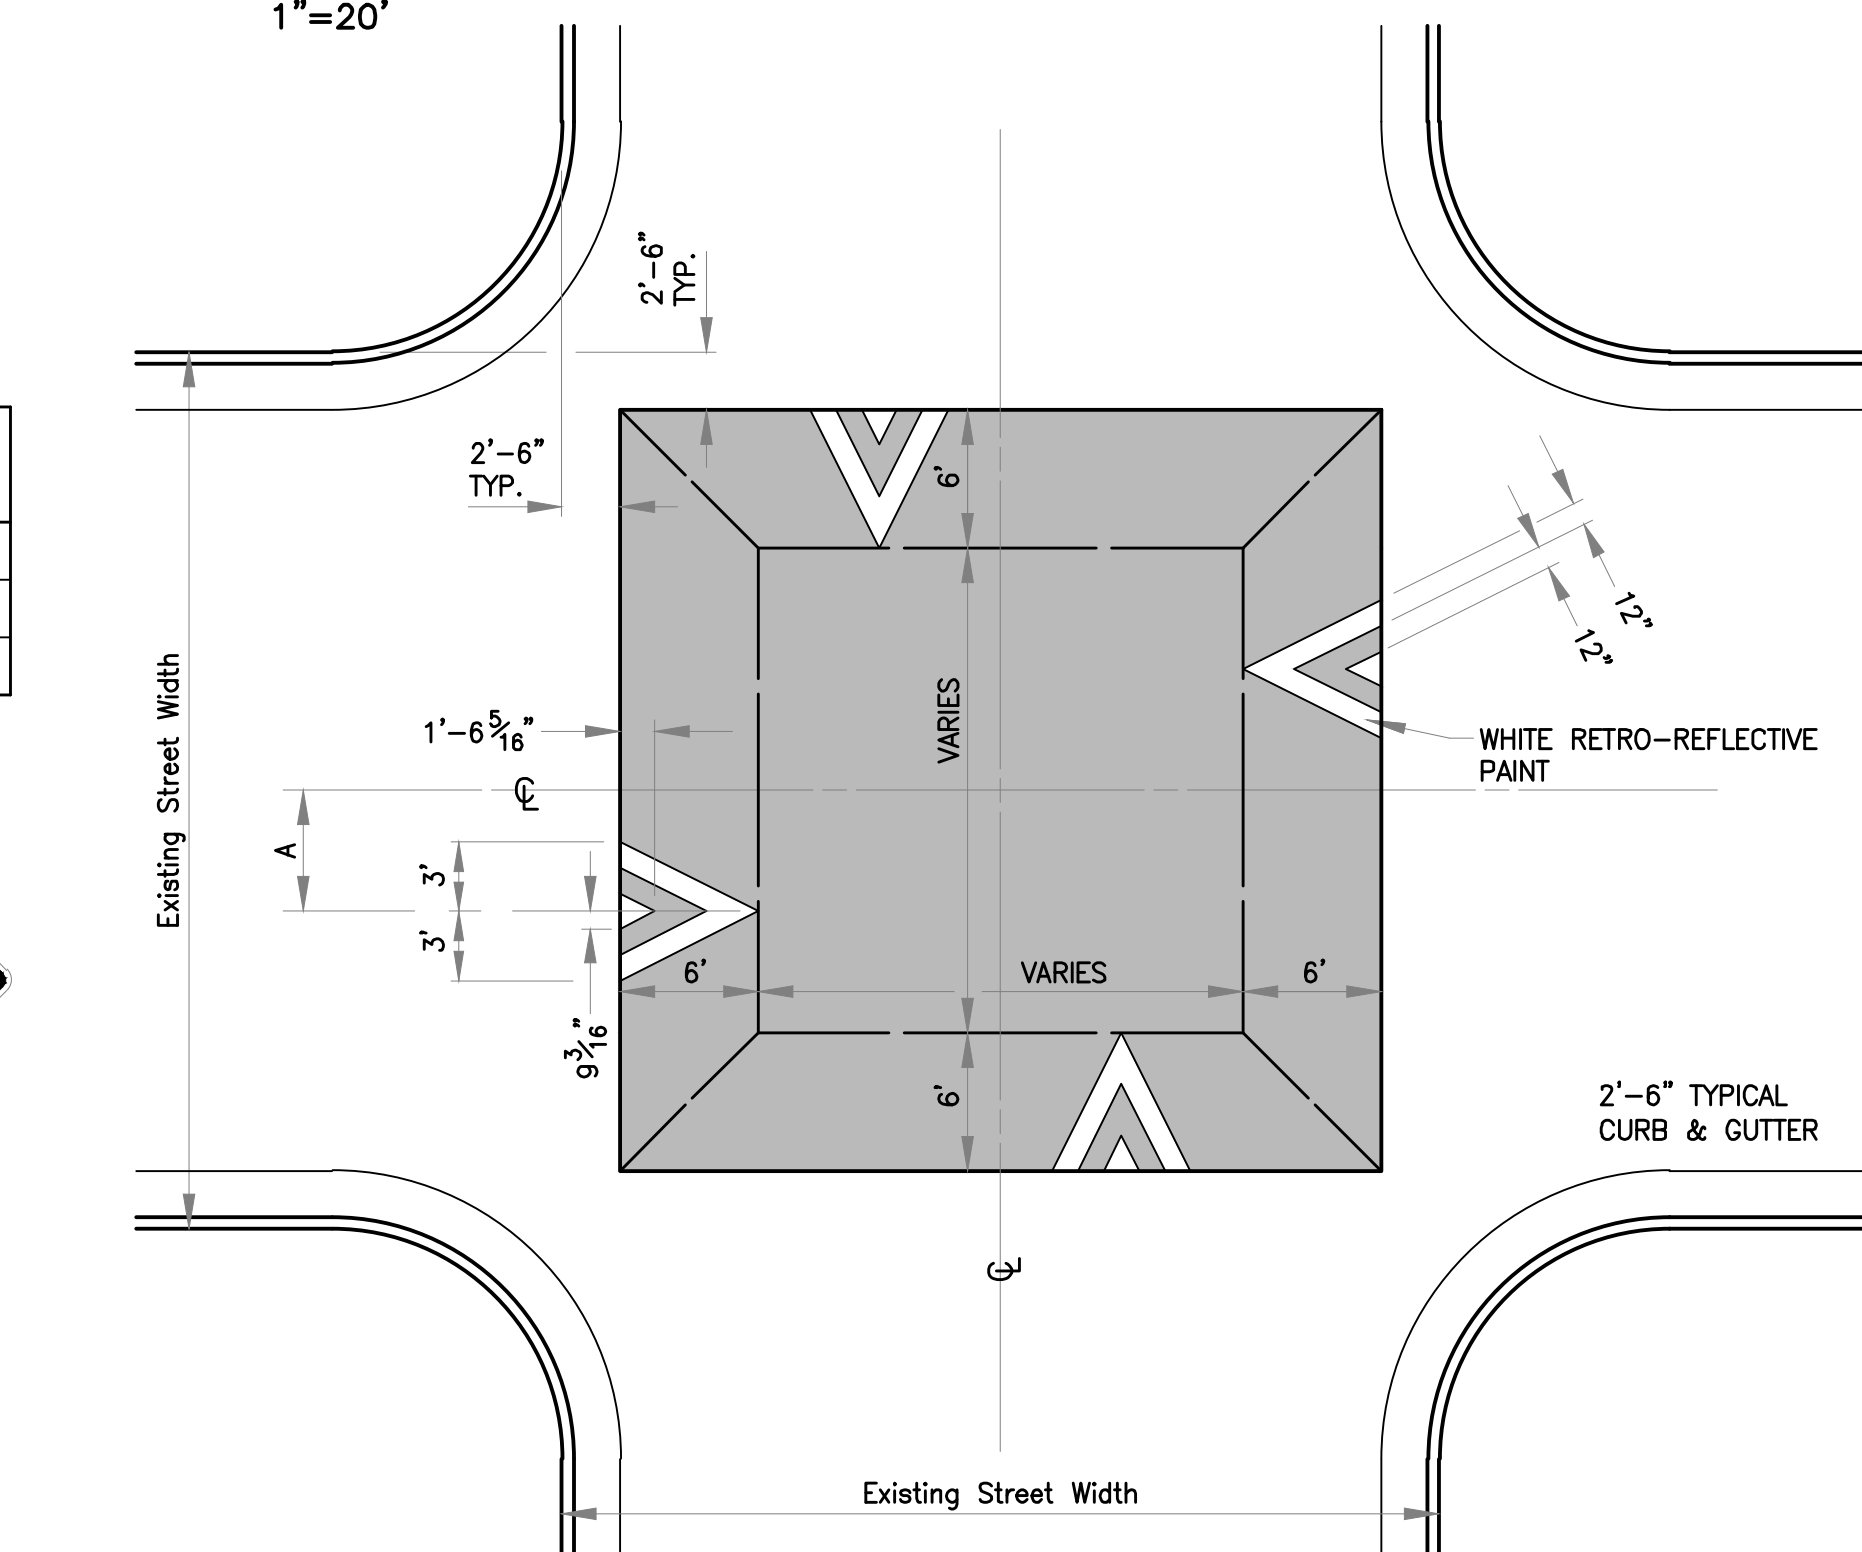 1"=20'
2'-6"
TYP.
2'-6"
TYP.
6'
12"
12"
Existing Street Width
VARIES
1'-6 5/16"
WHITE RETRO-REFLECTIVE
PAINT
℄
A
3'
3'
6'
VARIES
6'
9 3/16"
6'
2'-6" TYPICAL
CURB & GUTTER
℄
Existing Street Width